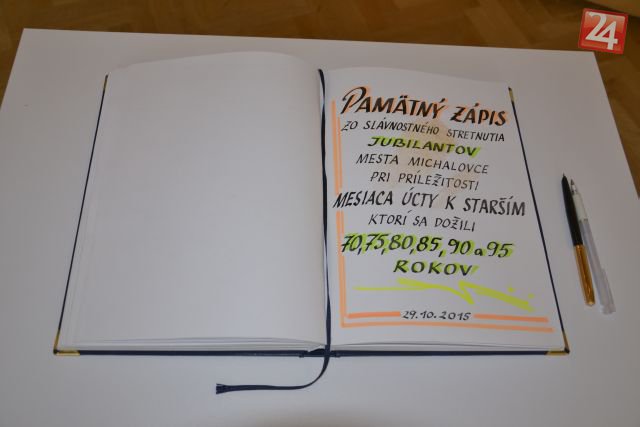 24
PAMÄTNÝ ZÁPIS
ZO SLÁVNOSTNÉHO STRETNUTIA
JUBILANTOV
MESTA MICHALOVCE
PRI PRÍLEŽITOSTI
MESIACA ÚCTY K STARŠÍM
KTORÍ SA DOŽILI
70,75,80,85,90 a 95
ROKOV
29.10.2015